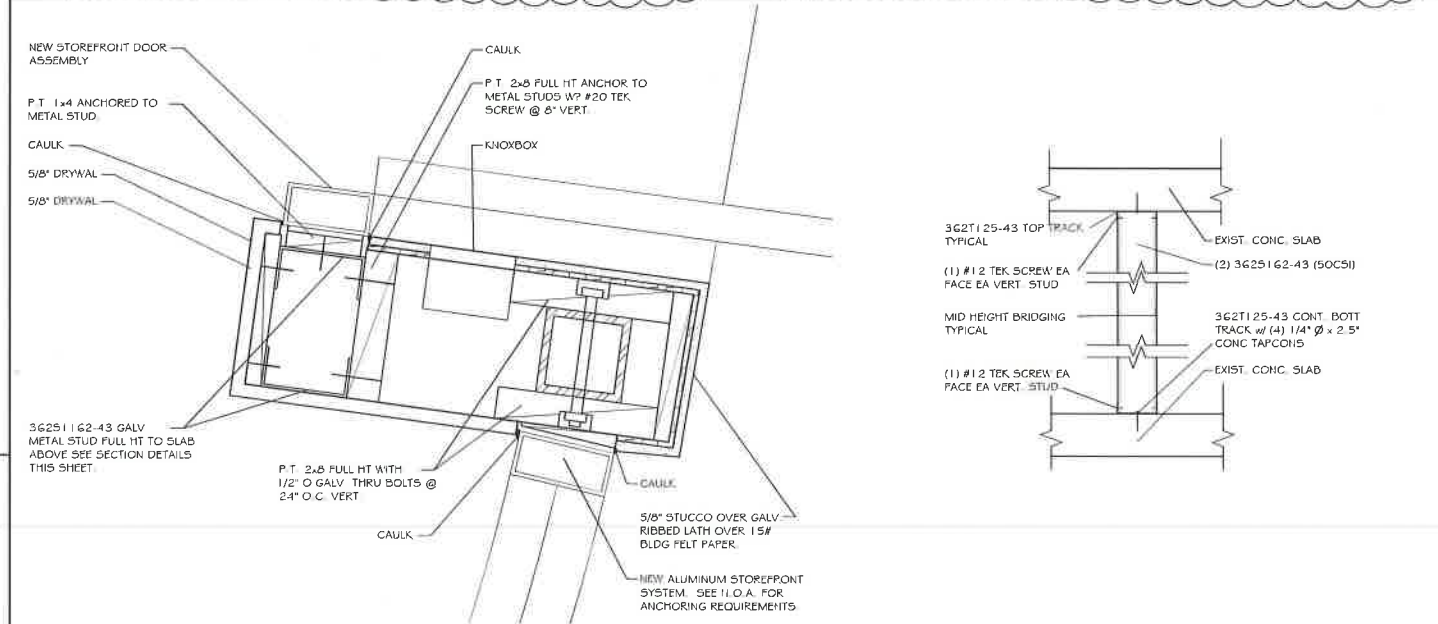 NEW STOREFRONT DOOR
ASSEMBLY
P.T. 1x4 ANCHORED TO
METAL STUD.
CAULK
5/8" DRYWAL
5/8" DRYWAL
362S1162-43 GALV
METAL STUD FULL HT TO SLAB
ABOVE SEE SECTION DETAILS
THIS SHEET.
CAULK
P.T. 2x8 FULL HT ANCHOR TO
METAL STUDS W? #20 TEK
SCREW @ 8" VERT.
KNOXBOX
P.T. 2x8 FULL HT WITH
1/2" O GALV. THRU BOLTS @
24" O.C. VERT
CAULK
CAULK
5/8" STUCCO OVER GALV.
RIBBED LATH OVER 15#
BLDG FELT PAPER.
NEW ALUMINUM STOREFRONT
SYSTEM. SEE N.O.A. FOR
ANCHORING REQUIREMENTS
362T125-43 TOP TRACK
TYPICAL
(1) #12 TEK SCREW EA
FACE EA VERT. STUD
MID HEIGHT BRIDGING
TYPICAL
(1) #12 TEK SCREW EA
FACE EA VERT. STUD
EXIST. CONC. SLAB
(2) 362S162-43 (50CSI)
362T125-43 CONT. BOTT
TRACK w/ (4) 1/4" Ø x 2.5"
CONC TAPCONS
EXIST. CONC. SLAB